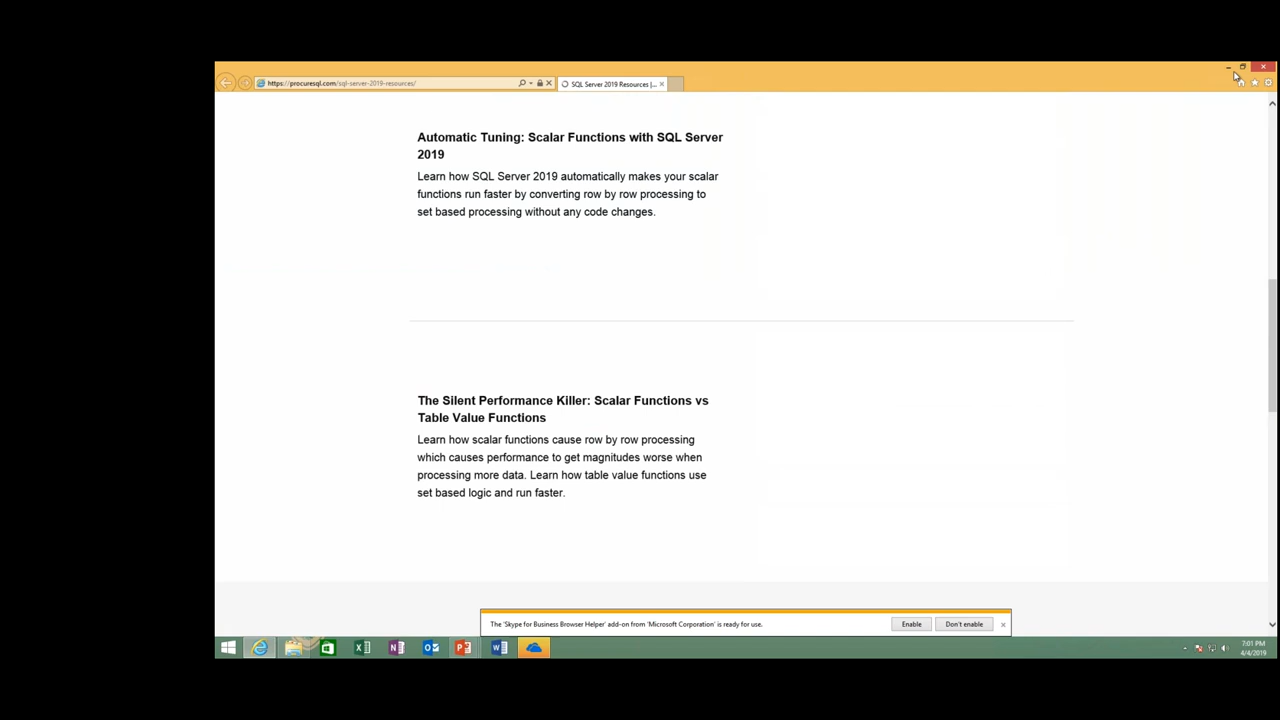 https://procuresql.com/sql-server-2019-resources/
SQL Server 2019 Resources |...
Automatic Tuning: Scalar Functions with SQL Server
2019
Learn how SQL Server 2019 automatically makes your scalar
functions run faster by converting row by row processing to
set based processing without any code changes.
The Silent Performance Killer: Scalar Functions vs
Table Value Functions
Learn how scalar functions cause row by row processing
which causes performance to get magnitudes worse when
processing more data. Learn how table value functions use
set based logic and run faster.
The 'Skype for Business Browser Helper' add-on from 'Microsoft Corporation' is ready for use.
Enable
Don't enable
7:01 PM
4/4/2019